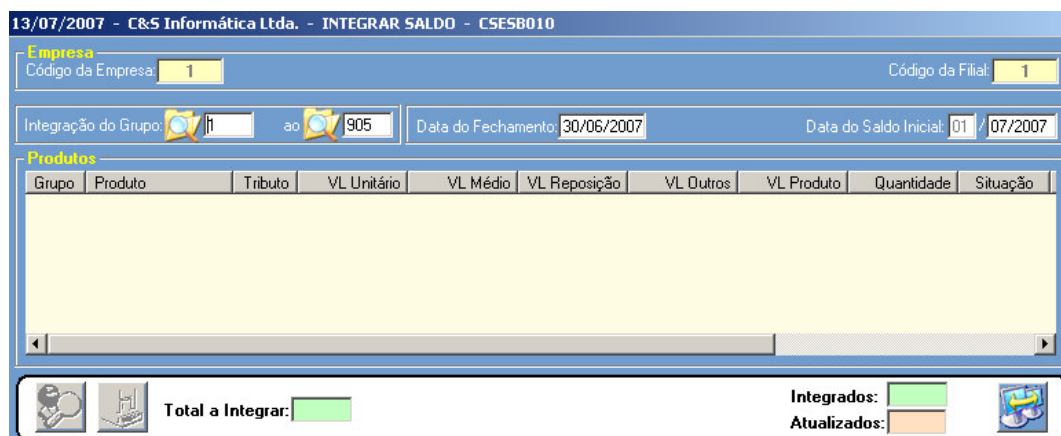 13/07/2007 - C&S Informática Ltda. - INTEGRAR SALDO - CSESB010
Empresa
Código da Empresa: 1 Código da Filial: 1
Integração do Grupo: 1 ao 905 Data do Fechamento: 30/06/2007 Data do Saldo Inicial: 01 / 07/2007
Produtos
Grupo Produto Tributo VL Unitário VL Médio VL Reposição VL Outros VL Produto Quantidade Situação
Total a Integrar: Integrados:
Atualizados: